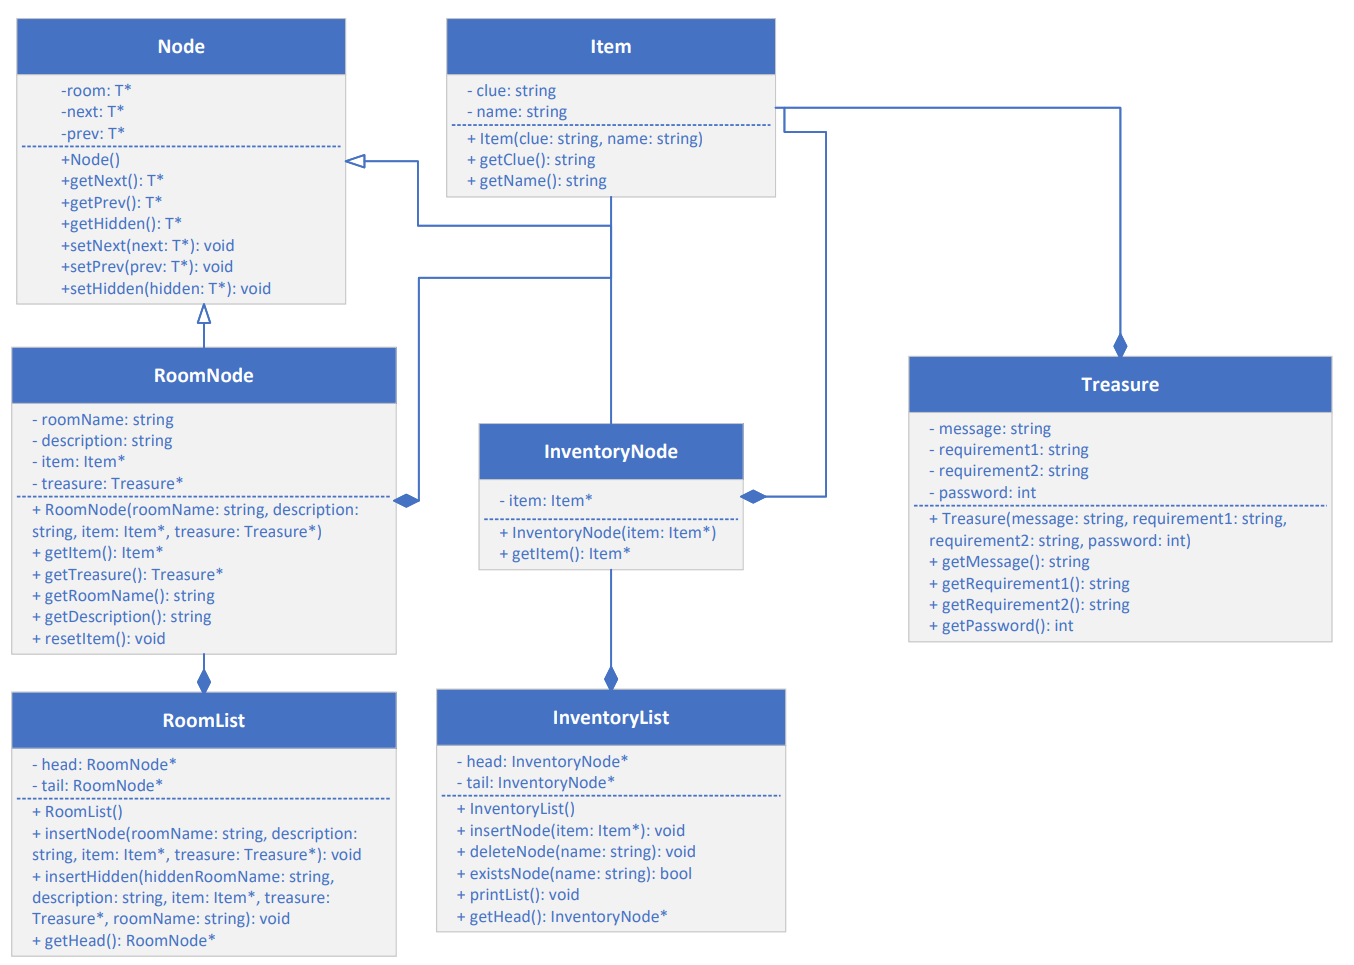 Node
-room: T*
-next: T*
-prev: T*
+Node()
+getNext(): T*
+getPrev(): T*
+getHidden(): T*
+setNext(next: T*): void
+setPrev(prev: T*): void
+setHidden(hidden: T*): void
Item
- clue: string
- name: string
+ Item(clue: string, name: string)
+ getClue(): string
+ getName(): string
RoomNode
- roomName: string
- description: string
- item: Item*
- treasure: Treasure*
+ RoomNode(roomName: string, description:
string, item: Item*, treasure: Treasure*)
+ getItem(): Item*
+ getTreasure(): Treasure*
+ getRoomName(): string
+ getDescription(): string
+ resetItem(): void
InventoryNode
- item: Item*
+ InventoryNode(item: Item*)
+ getItem(): Item*
Treasure
- message: string
- requirement1: string
- requirement2: string
- password: int
+ Treasure(message: string, requirement1: string,
requirement2: string, password: int)
+ getMessage(): string
+ getRequirement1(): string
+ getRequirement2(): string
+ getPassword(): int
RoomList
- head: RoomNode*
- tail: RoomNode*
+ RoomList()
+ insertNode(roomName: string, description:
string, item: Item*, treasure: Treasure*): void
+ insertHidden(hiddenRoomName: string,
description: string, item: Item*, treasure:
Treasure*, roomName: string): void
+ getHead(): RoomNode*
InventoryList
- head: InventoryNode*
- tail: InventoryNode*
+ InventoryList()
+ insertNode(item: Item*): void
+ deleteNode(name: string): void
+ existsNode(name: string): bool
+ printList(): void
+ getHead(): InventoryNode*